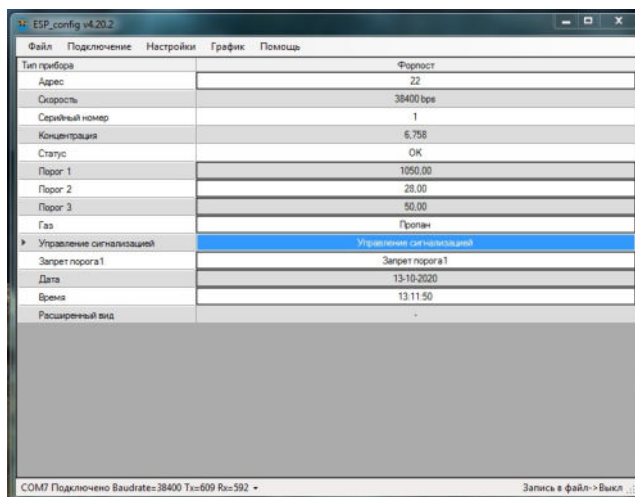 ESP_config v4.20.2
Файл Подключение Настройки График Помощь
Тип прибора Форпост
Адрес 22
Скорость 38400 bps
Серийный номер 1
Концентрация 6,758
Статус OK
Порог 1 1050,00
Порог 2 28,00
Порог 3 50,00
Газ Пропан
Управление сигнализацией Управление сигнализацией
Запрет порога1 Запрет порога1
Дата 13-10-2020
Время 13:11:50
Расширенный вид -
COM7 Подключено Baudrate=38400 Tx=609 Rx=592 Запись в файл->Выкл